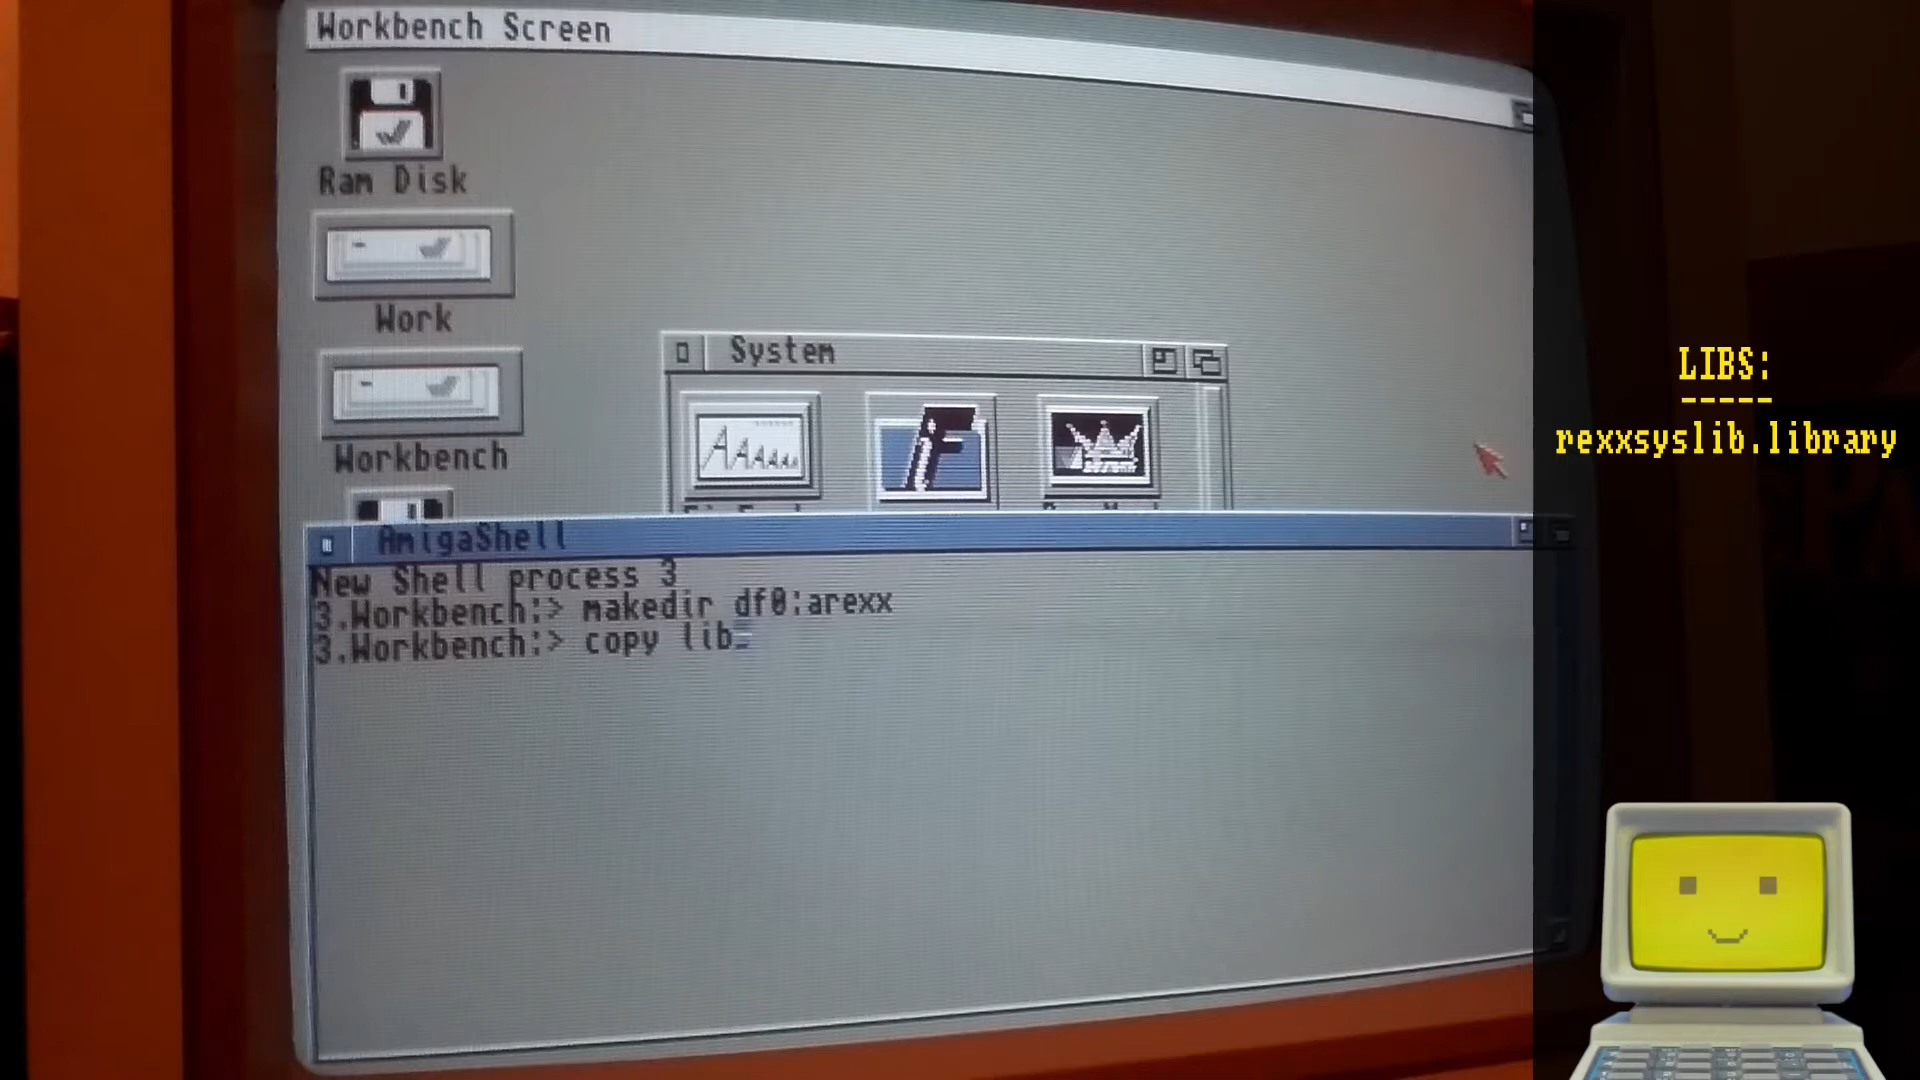 Workbench Screen
Ram Disk
Work
Workbench
System
AmigaShell
New Shell process 3
3.Workbench:> makedir df0:arexx
3.Workbench:> copy lib
LIBS:
-----
rexxsyslib.library